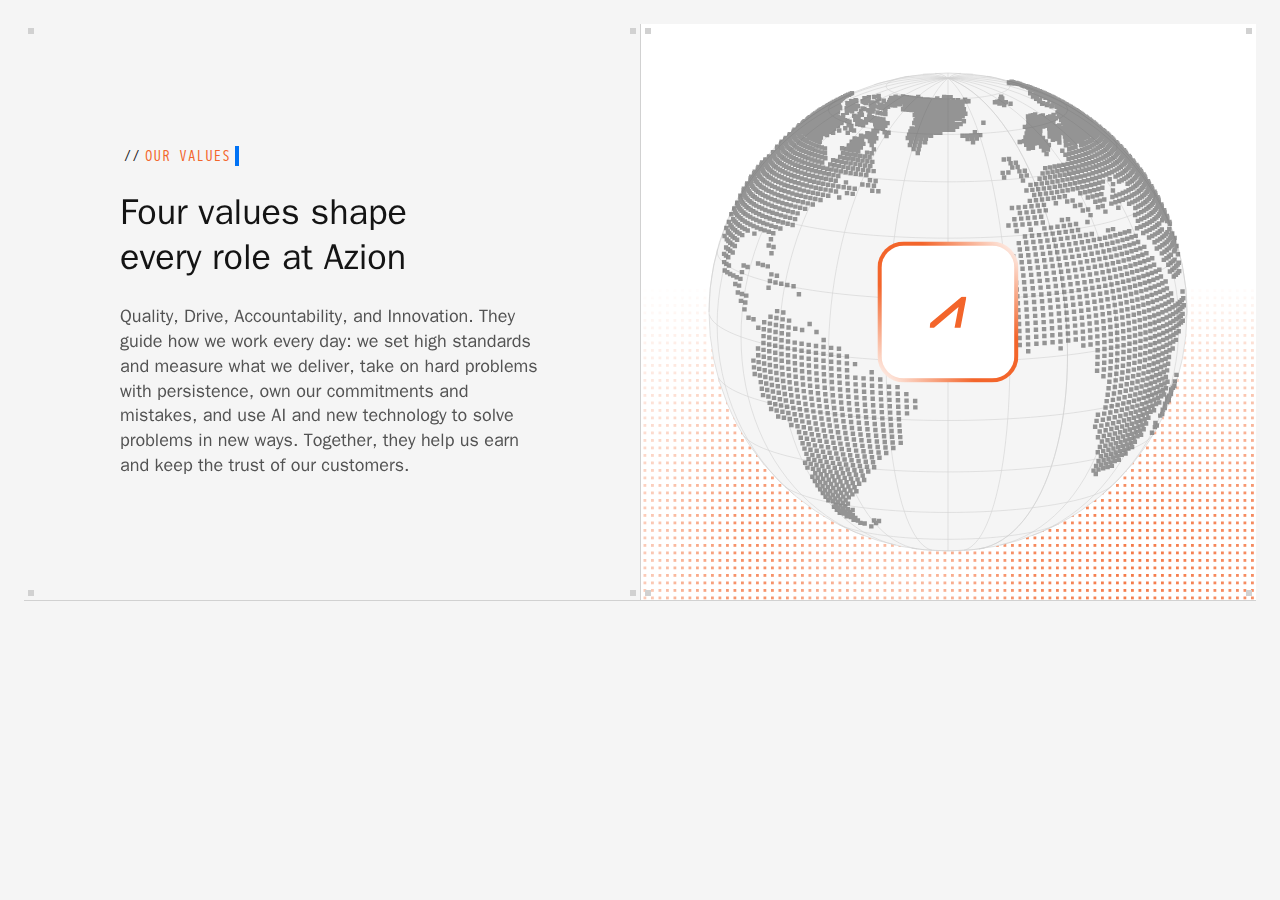 // OUR VALUES
Four values shape
every role at Azion
Quality, Drive, Accountability, and Innovation. They
guide how we work every day: we set high standards
and measure what we deliver, take on hard problems
with persistence, own our commitments and
mistakes, and use AI and new technology to solve
problems in new ways. Together, they help us earn
and keep the trust of our customers.